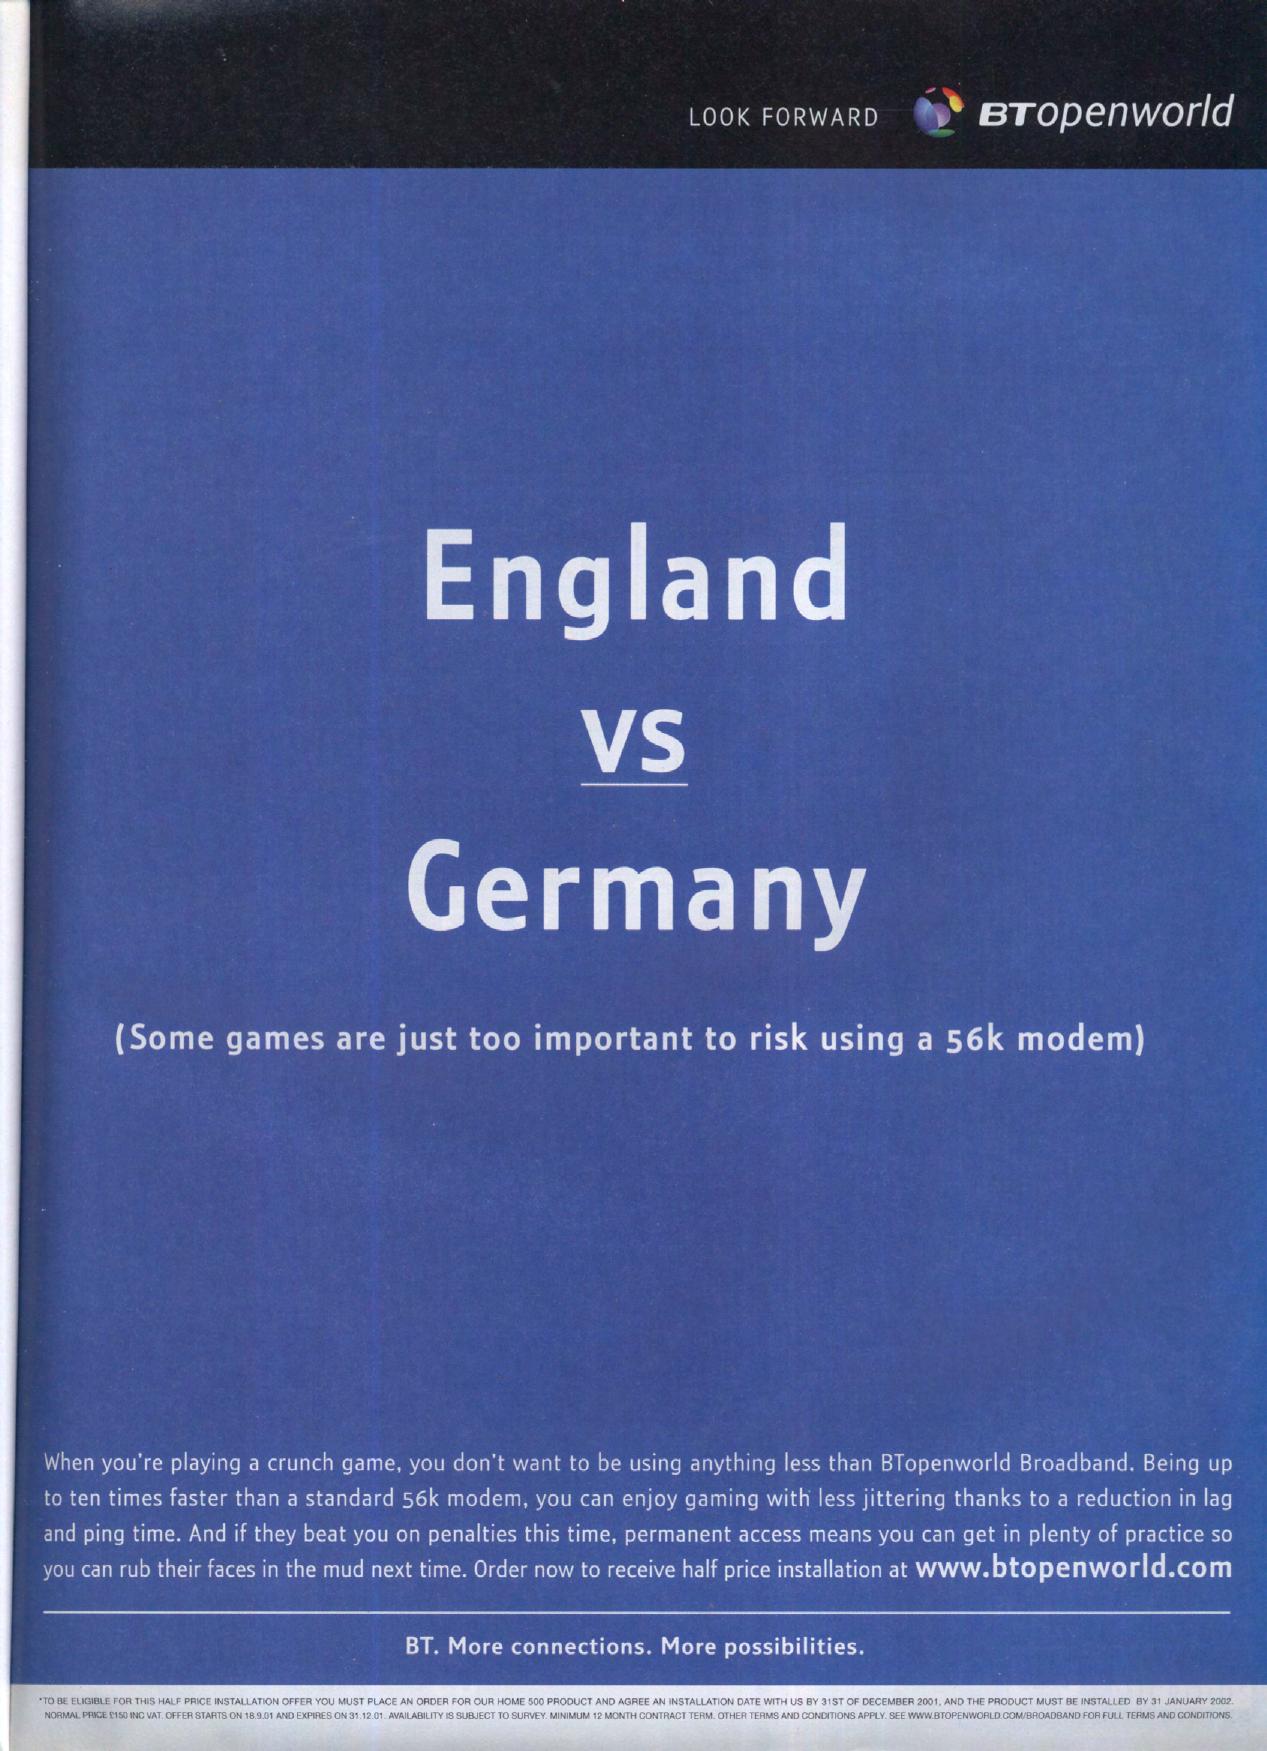 LOOK FORWARD BTopenworld
England
vs
Germany
(Some games are just too important to risk using a 56k modem)
When you're playing a crunch game, you don't want to be using anything less than BTopenworld Broadband. Being up
to ten times faster than a standard 56k modem, you can enjoy gaming with less jittering thanks to a reduction in lag
and ping time. And if they beat you on penalties this time, permanent access means you can get in plenty of practice so
you can rub their faces in the mud next time. Order now to receive half price installation at www.btopenworld.com
BT. More connections. More possibilities.
*TO BE ELIGIBLE FOR THIS HALF PRICE INSTALLATION OFFER YOU MUST PLACE AN ORDER FOR OUR HOME 500 PRODUCT AND AGREE AN INSTALLATION DATE WITH US BY 31ST OF DECEMBER 2001, AND THE PRODUCT MUST BE INSTALLED BY 31 JANUARY 2002.
NORMAL PRICE £150 INC VAT. OFFER STARTS ON 18.9.01 AND EXPIRES ON 31.12.01. AVAILABILITY IS SUBJECT TO SURVEY. MINIMUM 12 MONTH CONTRACT TERM. OTHER TERMS AND CONDITIONS APPLY. SEE WWW.BTOPENWORLD.COM/BROADBAND FOR FULL TERMS AND CONDITIONS.